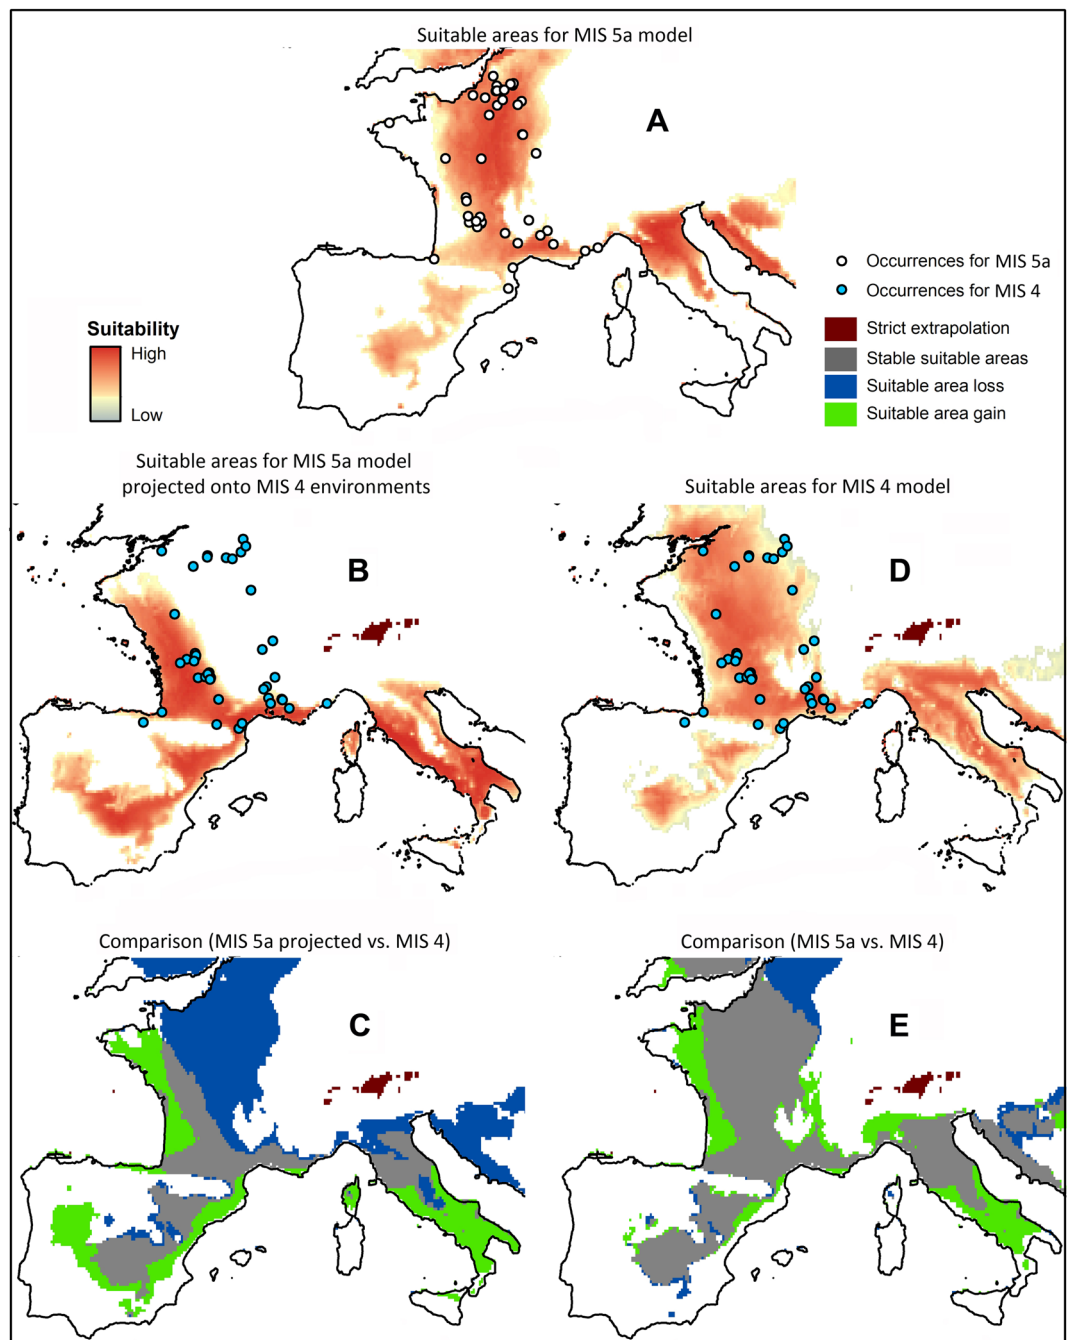 Suitable areas for MIS 5a model
A
Occurrences for MIS 5a
Occurrences for MIS 4
Strict extrapolation
Stable suitable areas
Suitable area loss
Suitable area gain
Suitability
High
Low
Suitable areas for MIS 5a model
projected onto MIS 4 environments
B
Suitable areas for MIS 4 model
D
Comparison (MIS 5a projected vs. MIS 4)
C
Comparison (MIS 5a vs. MIS 4)
E